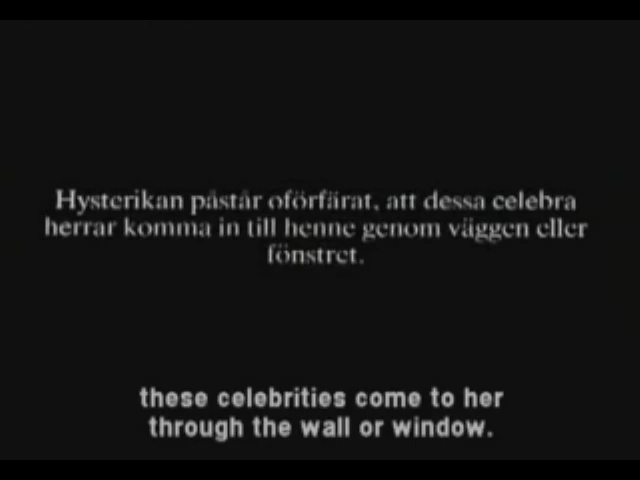 Hysterikan påstår oförfärat, att dessa celebra
herrar komma in till henne genom väggen eller
fönstret.
these celebrities come to her
through the wall or window.